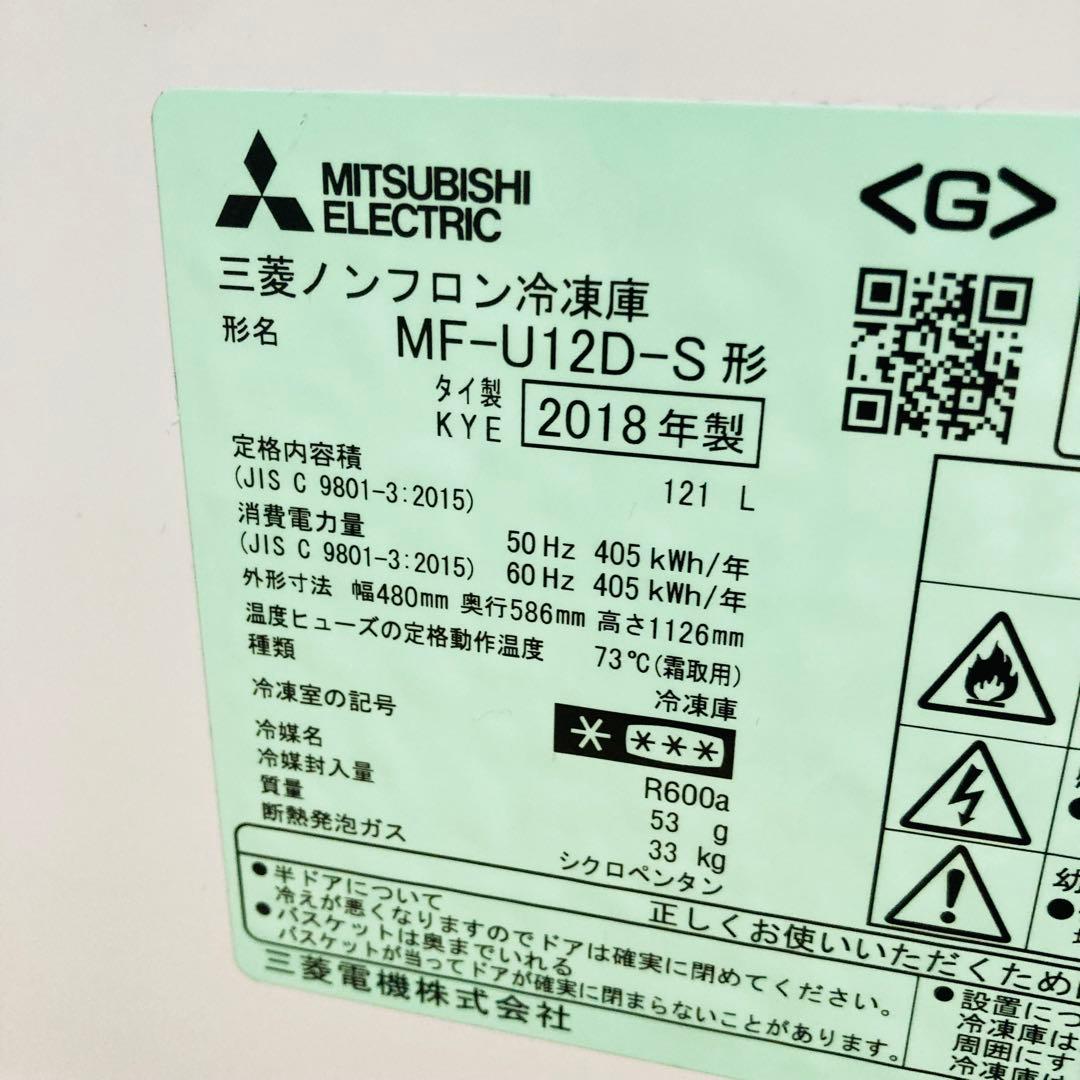 MITSUBISHI
ELECTRIC
<G>
三菱ノンフロン冷凍庫
形名 MF-U12D-S 形
タイ製
KYE
2018年製
定格内容積
(JIS C 9801-3:2015) 121 L
消費電力量
(JIS C 9801-3:2015) 50Hz 405kWh/年
60Hz 405kWh/年
外形寸法 幅480mm 奥行586mm 高さ1126mm
温度ヒューズの定格動作温度 73℃(霜取用)
種類 冷凍庫
冷凍室の記号 * ***
冷媒名 R600a
冷媒封入量 53 g
質量 33 kg
断熱発泡ガス シクロペンタン
正しくお使いいただくため
●半ドアについて
冷えが悪くなりますのでドアは確実に閉めてください。
●バスケットは奥までいれる
バスケットが当ってドアが確実に閉まらないことがあります。
●設置につ
冷凍庫は
周囲にす
三菱電機株式会社